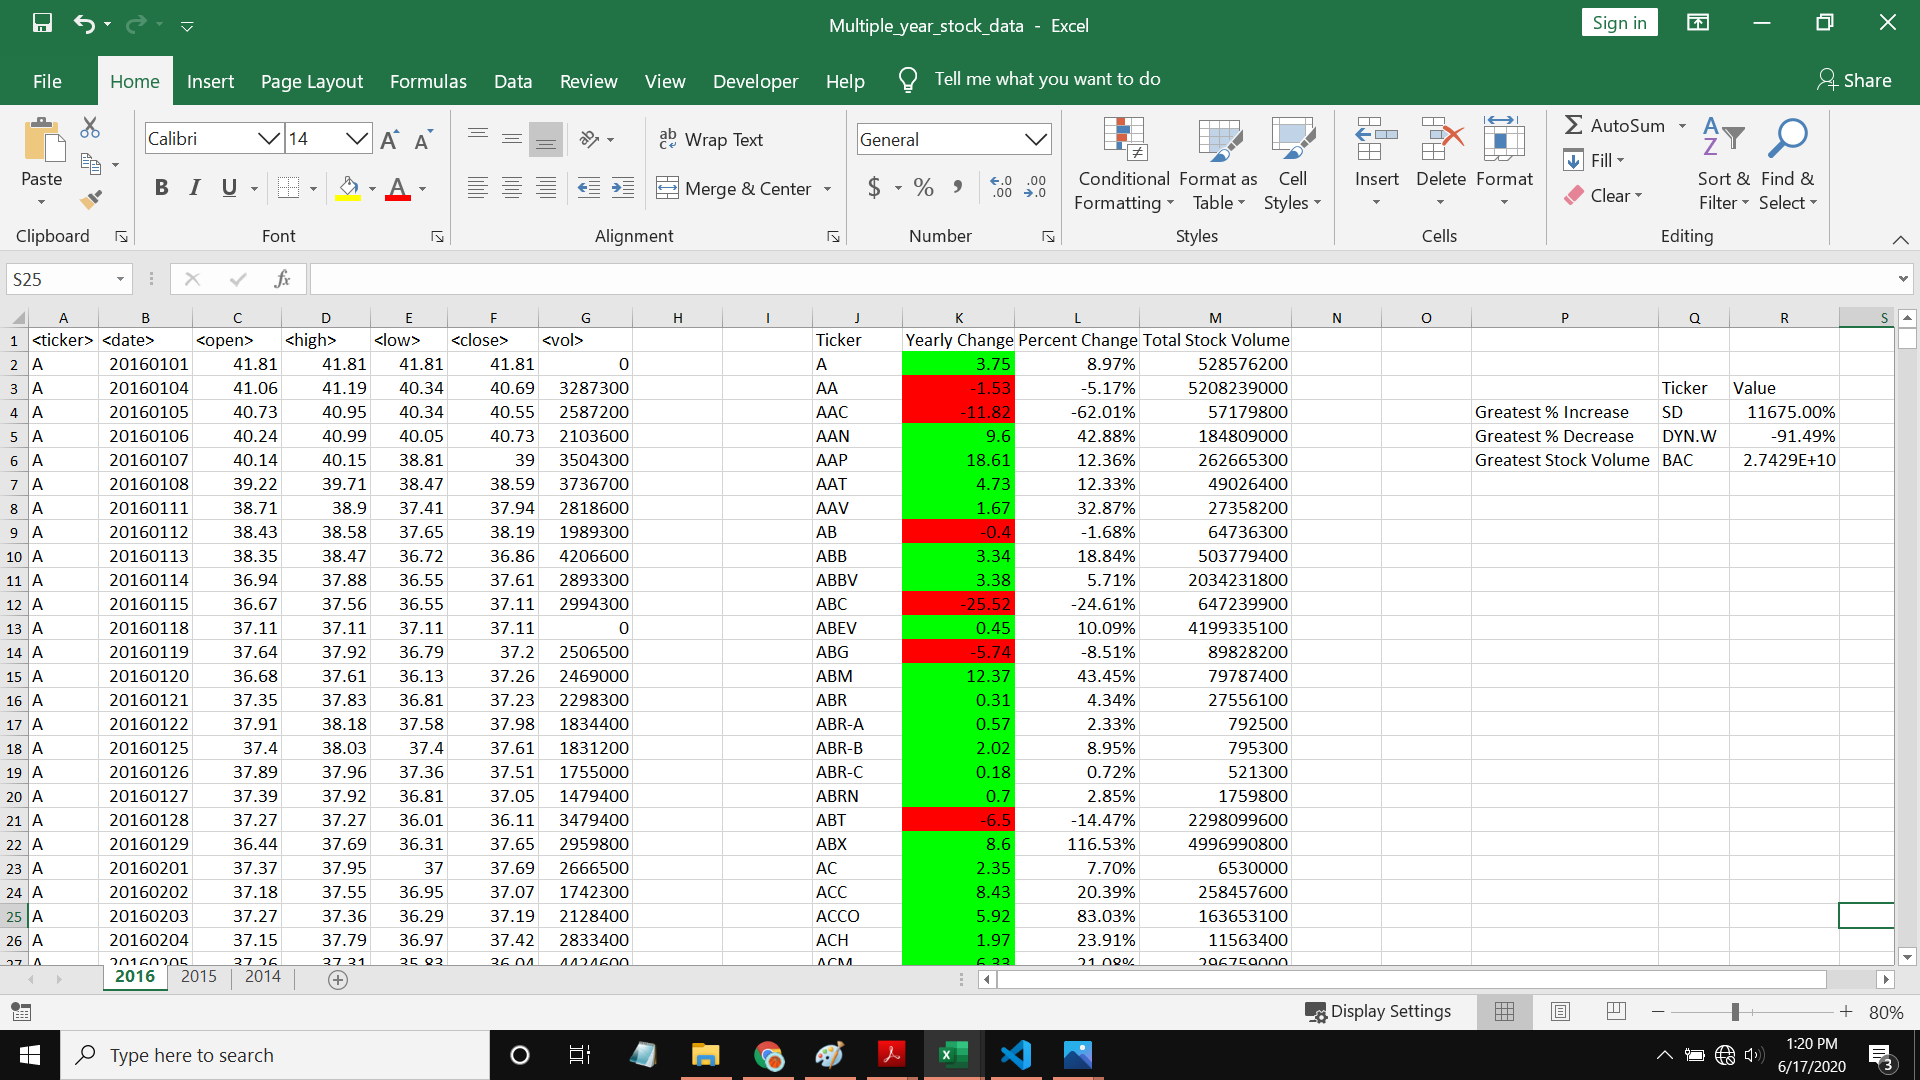 Multiple_year_stock_data - Excel
Sign in
File Home Insert Page Layout Formulas Data Review View Developer Help Tell me what you want to do Share
Calibri 14 ab Wrap Text General AutoSum
Paste Conditional Formatting Format as Table Cell Styles Insert Delete Format Fill Sort & Filter Find & Select
B I U A Merge & Center $ % Clear
Clipboard Font Alignment Number Styles Cells Editing
S25 fx
A B C D E F G H I J K L M N O P Q R S
1 <ticker> <date> <open> <high> <low> <close> <vol> Ticker Yearly Change Percent Change Total Stock Volume
2 A 20160101 41.81 41.81 41.81 41.81 0 A 3.75 8.97% 528576200
3 A 20160104 41.06 41.19 40.34 40.69 3287300 AA -1.53 -5.17% 5208239000 Ticker Value
4 A 20160105 40.73 40.95 40.34 40.55 2587200 AAC -11.82 -62.01% 57179800 Greatest % Increase SD 11675.00%
5 A 20160106 40.24 40.99 40.05 40.73 2103600 AAN 9.6 42.88% 184809000 Greatest % Decrease DYN.W -91.49%
6 A 20160107 40.14 40.15 38.81 39 3504300 AAP 18.61 12.36% 262665300 Greatest Stock Volume BAC 2.7429E+10
7 A 20160108 39.22 39.71 38.47 38.59 3736700 AAT 4.73 12.33% 49026400
8 A 20160111 38.71 38.9 37.41 37.94 2818600 AAV 1.67 32.87% 27358200
9 A 20160112 38.43 38.58 37.65 38.19 1989300 AB -0.4 -1.68% 64736300
10 A 20160113 38.35 38.47 36.72 36.86 4206600 ABB 3.34 18.84% 503779400
11 A 20160114 36.94 37.88 36.55 37.61 2893300 ABBV 3.38 5.71% 2034231800
12 A 20160115 36.67 37.56 36.55 37.11 2994300 ABC -25.52 -24.61% 647239900
13 A 20160118 37.11 37.11 37.11 37.11 0 ABEV 0.45 10.09% 4199335100
14 A 20160119 37.64 37.92 36.79 37.2 2506500 ABG -5.74 -8.51% 89828200
15 A 20160120 36.68 37.61 36.13 37.26 2469000 ABM 12.37 43.45% 79787400
16 A 20160121 37.35 37.83 36.81 37.23 2298300 ABR 0.31 4.34% 27556100
17 A 20160122 37.91 38.18 37.58 37.98 1834400 ABR-A 0.57 2.33% 792500
18 A 20160125 37.4 38.03 37.4 37.61 1831200 ABR-B 2.02 8.95% 795300
19 A 20160126 37.89 37.96 37.36 37.51 1755000 ABR-C 0.18 0.72% 521300
20 A 20160127 37.39 37.92 36.81 37.05 1479400 ABRN 0.7 2.85% 1759800
21 A 20160128 37.27 37.27 36.01 36.11 3479400 ABT -6.5 -14.47% 2298099600
22 A 20160129 36.44 37.69 36.31 37.65 2959800 ABX 8.6 116.53% 4996990800
23 A 20160201 37.37 37.95 37 37.69 2666500 AC 2.35 7.70% 6530000
24 A 20160202 37.18 37.55 36.95 37.07 1742300 ACC 8.43 20.39% 258457600
25 A 20160203 37.27 37.36 36.29 37.19 2128400 ACCO 5.92 83.03% 163653100
26 A 20160204 37.15 37.79 36.97 37.42 2833400 ACH 1.97 23.91% 11563400
27 A 20160205 37.26 37.31 35.83 36.04 4424600 ACM 6.33 21.08% 296759000
2016 2015 2014
Display Settings 80%
Type here to search
1:20 PM
6/17/2020
3